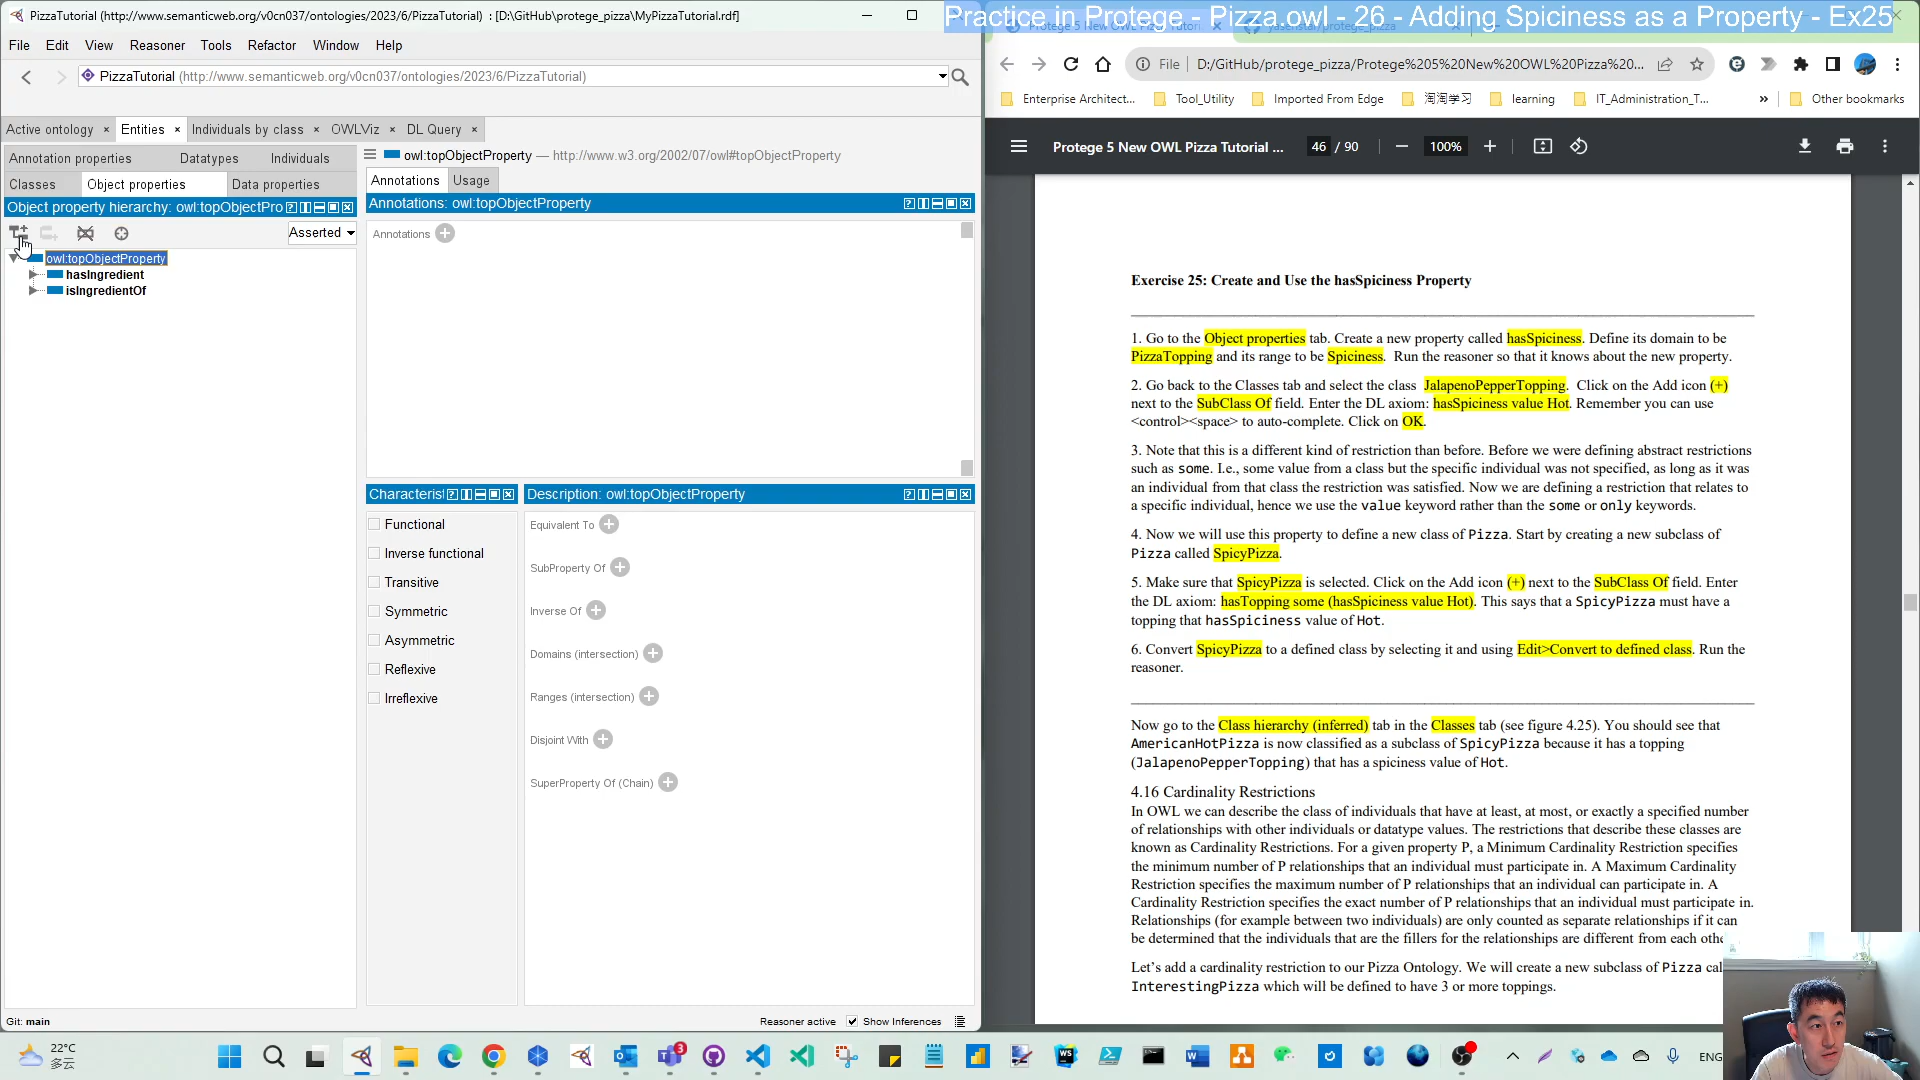 PizzaTutorial (http://www.semanticweb.org/v0cn037/ontologies/2023/6/PizzaTutorial)  : [D:\GitHub\protege_pizza\MyPizzaTutorial.rdf]
Practice in Protege - Pizza.owl - 26 - Adding Spiciness as a Property - Ex25
File Edit View Reasoner Tools Refactor Window Help
PizzaTutorial (http://www.semanticweb.org/v0cn037/ontologies/2023/6/PizzaTutorial)
Active ontology × Entities × Individuals by class × OWLViz × DL Query ×
Annotation properties Datatypes Individuals
Classes Object properties Data properties
Object property hierarchy: owl:topObjectPro
Asserted
owl:topObjectProperty
hasIngredient
isIngredientOf
owl:topObjectProperty — http://www.w3.org/2002/07/owl#topObjectProperty
Annotations Usage
Annotations: owl:topObjectProperty
Annotations
Characterist
Functional
Inverse functional
Transitive
Symmetric
Asymmetric
Reflexive
Irreflexive
Description: owl:topObjectProperty
Equivalent To
SubProperty Of
Inverse Of
Domains (intersection)
Ranges (intersection)
Disjoint With
SuperProperty Of (Chain)
Git: main
Reasoner active Show Inferences
File D:/GitHub/protege_pizza/Protege%205%20New%20OWL%20Pizza%20...
Enterprise Architect... Tool_Utility Imported From Edge 淘淘学习 learning IT_Administration_T... » Other bookmarks
Protege 5 New OWL Pizza Tutorial ... 46 / 90 100%
Exercise 25: Create and Use the hasSpiciness Property
1. Go to the Object properties tab. Create a new property called hasSpiciness. Define its domain to be
PizzaTopping and its range to be Spiciness.  Run the reasoner so that it knows about the new property.
2. Go back to the Classes tab and select the class  JalapenoPepperTopping.  Click on the Add icon (+)
next to the SubClass Of field. Enter the DL axiom: hasSpiciness value Hot. Remember you can use
<control><space> to auto-complete. Click on OK.
3. Note that this is a different kind of restriction than before. Before we were defining abstract restrictions
such as some. I.e., some value from a class but the specific individual was not specified, as long as it was
an individual from that class the restriction was satisfied. Now we are defining a restriction that relates to
a specific individual, hence we use the value keyword rather than the some or only keywords.
4. Now we will use this property to define a new class of Pizza. Start by creating a new subclass of
Pizza called SpicyPizza.
5. Make sure that SpicyPizza is selected. Click on the Add icon (+) next to the SubClass Of field. Enter
the DL axiom: hasTopping some (hasSpiciness value Hot). This says that a SpicyPizza must have a
topping that hasSpiciness value of Hot.
6. Convert SpicyPizza to a defined class by selecting it and using Edit>Convert to defined class. Run the
reasoner.
Now go to the Class hierarchy (inferred) tab in the Classes tab (see figure 4.25). You should see that
AmericanHotPizza is now classified as a subclass of SpicyPizza because it has a topping
(JalapenoPepperTopping) that has a spiciness value of Hot.
4.16 Cardinality Restrictions
In OWL we can describe the class of individuals that have at least, at most, or exactly a specified number
of relationships with other individuals or datatype values. The restrictions that describe these classes are
known as Cardinality Restrictions. For a given property P, a Minimum Cardinality Restriction specifies
the minimum number of P relationships that an individual must participate in. A Maximum Cardinality
Restriction specifies the maximum number of P relationships that an individual can participate in. A
Cardinality Restriction specifies the exact number of P relationships that an individual must participate in.
Relationships (for example between two individuals) are only counted as separate relationships if it can
be determined that the individuals that are the fillers for the relationships are different from each othe
Let's add a cardinality restriction to our Pizza Ontology. We will create a new subclass of Pizza cal
InterestingPizza which will be defined to have 3 or more toppings.
22°C
多云
3
ENG